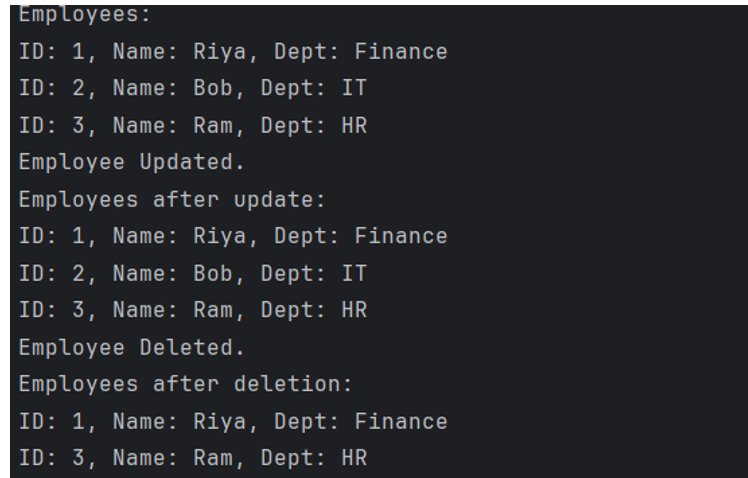 Employees:
ID: 1, Name: Riya, Dept: Finance
ID: 2, Name: Bob, Dept: IT
ID: 3, Name: Ram, Dept: HR
Employee Updated.
Employees after update:
ID: 1, Name: Riya, Dept: Finance
ID: 2, Name: Bob, Dept: IT
ID: 3, Name: Ram, Dept: HR
Employee Deleted.
Employees after deletion:
ID: 1, Name: Riya, Dept: Finance
ID: 3, Name: Ram, Dept: HR